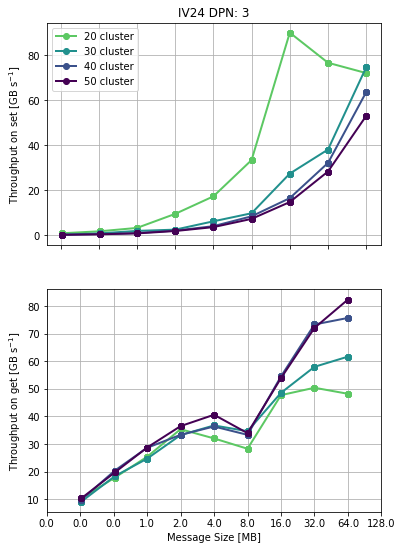 IV24 DPN: 3
Throughput on set [GB s⁻¹]
80
60
40
20
0
20 cluster
30 cluster
40 cluster
50 cluster
Throughput on get [GB s⁻¹]
80
70
60
50
40
30
20
10
0.0 0.0 0.0 1.0 2.0 4.0 8.0 16.0 32.0 64.0 128.0
Message Size [MB]